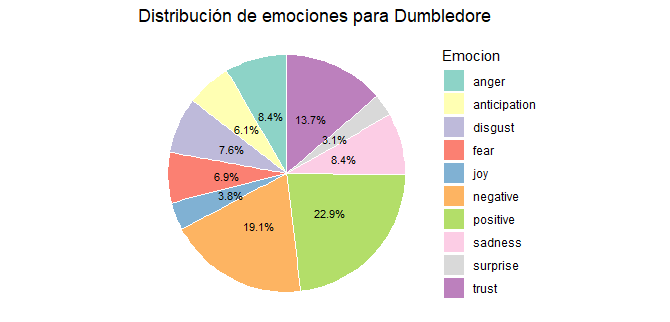 Distribución de emociones para Dumbledore
Emocion
anger
anticipation
disgust
fear
joy
negative
positive
sadness
surprise
trust
8.4%
13.7%
6.1%
3.1%
7.6%
8.4%
6.9%
3.8%
22.9%
19.1%